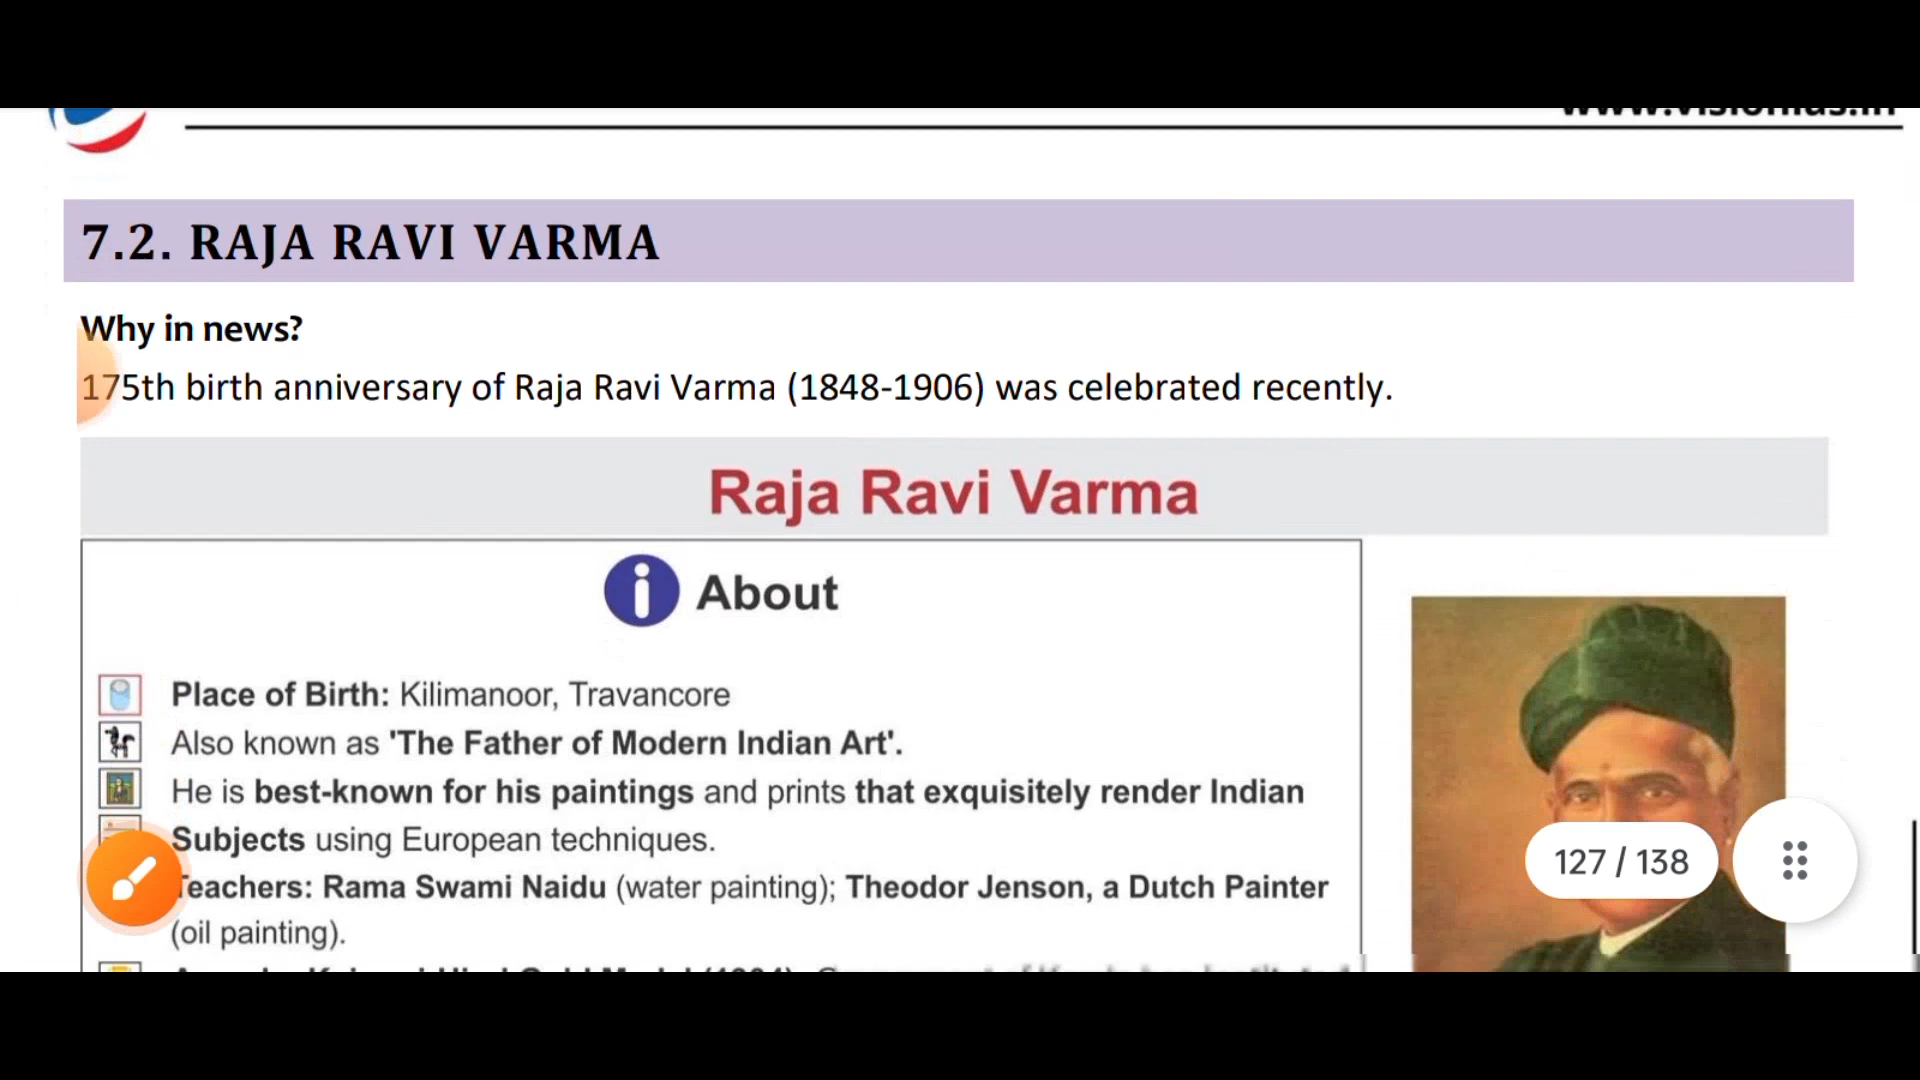 www.visionias.in
7.2. RAJA RAVI VARMA
Why in news?
175th birth anniversary of Raja Ravi Varma (1848-1906) was celebrated recently.
Raja Ravi Varma
i About
Place of Birth: Kilimanoor, Travancore
Also known as 'The Father of Modern Indian Art'.
He is best-known for his paintings and prints that exquisitely render Indian
Subjects using European techniques.
Teachers: Rama Swami Naidu (water painting); Theodor Jenson, a Dutch Painter
(oil painting).
127 / 138